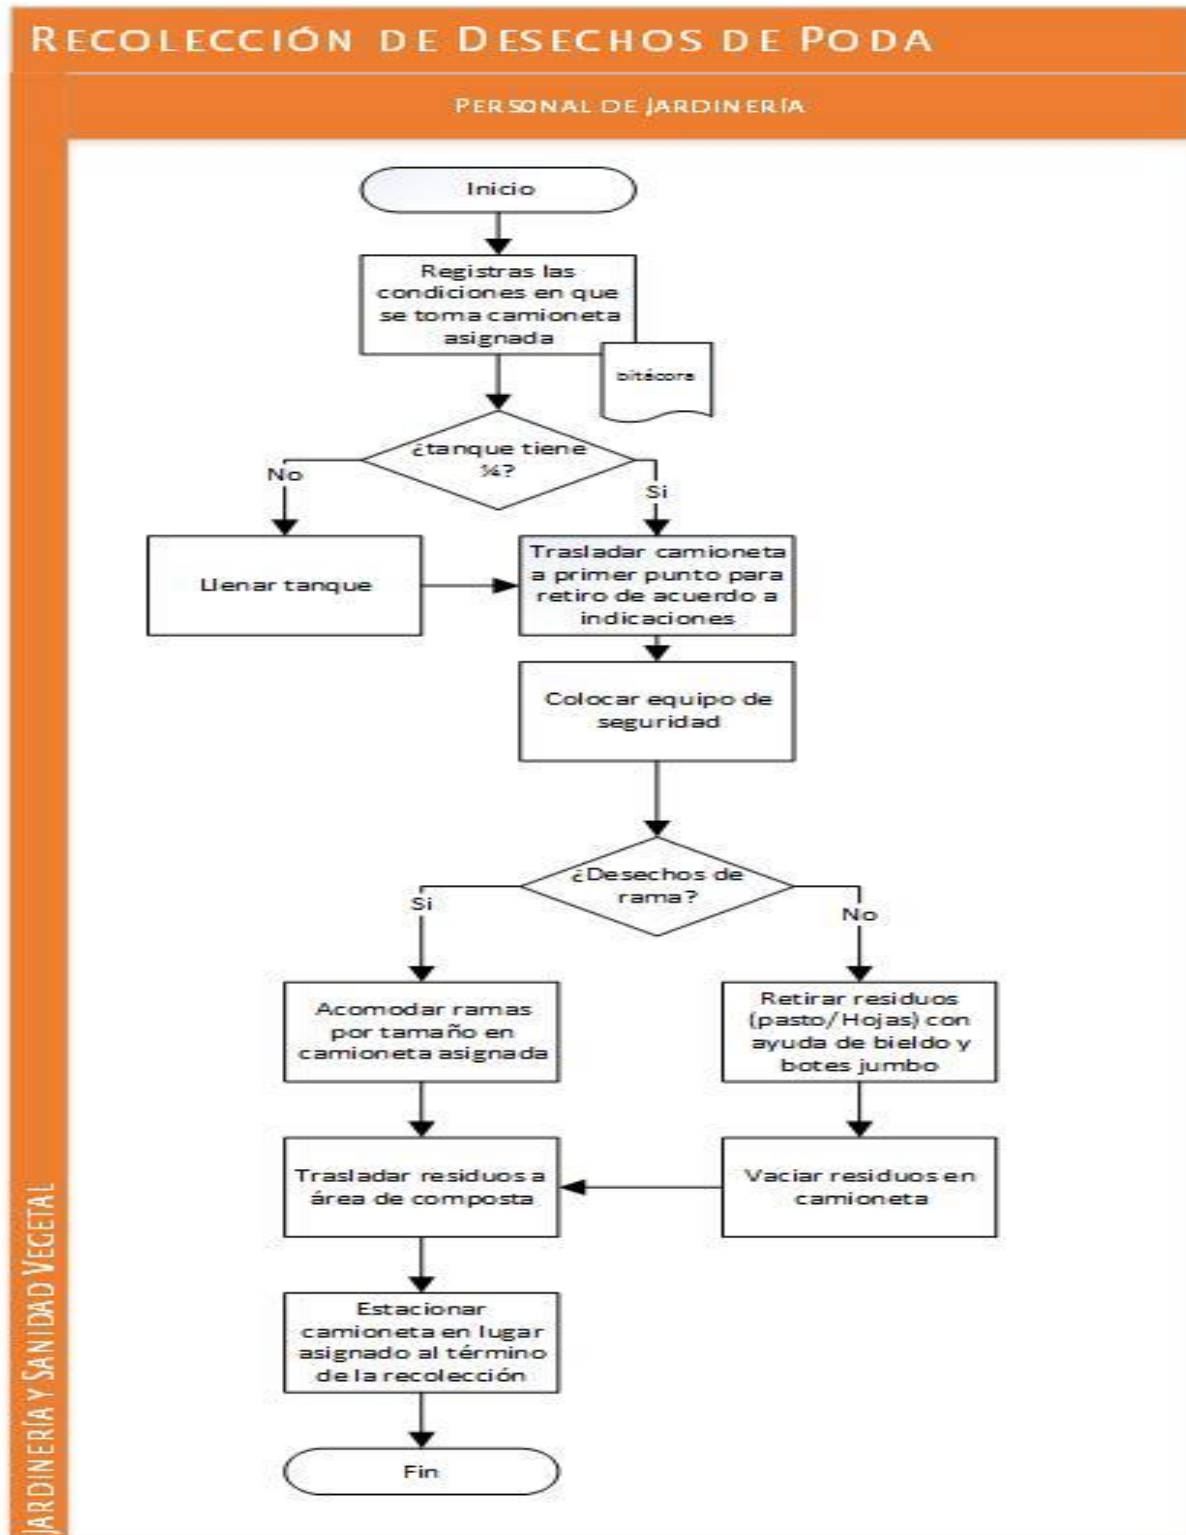 RECOLECCIÓN DE DESECHOS DE PODA
PERSONAL DE JARDINERÍA
JARDINERÍA Y SANIDAD VEGETAL
Inicio
Registras las
condiciones en que
se toma camioneta
asignada
bitácora
¿tanque tiene
¼?
No
Si
Llenar tanque
Trasladar camioneta
a primer punto para
retiro de acuerdo a
indicaciones
Colocar equipo de
seguridad
¿Desechos de
rama?
Si
No
Acomodar ramas
por tamaño en
camioneta asignada
Retirar residuos
(pasto/Hojas) con
ayuda de bieldo y
botes jumbo
Trasladar residuos a
área de composta
Vaciar residuos en
camioneta
Estacionar
camioneta en lugar
asignado al término
de la recolección
Fin